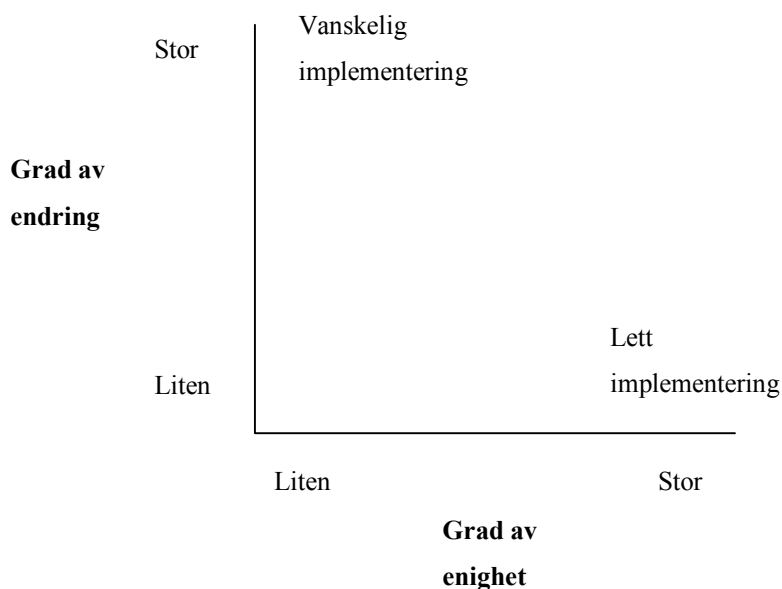 Vanskelig
implementering
Stor
Grad av
endring
Lett
implementering
Liten
Liten
Stor
Grad av
enighet